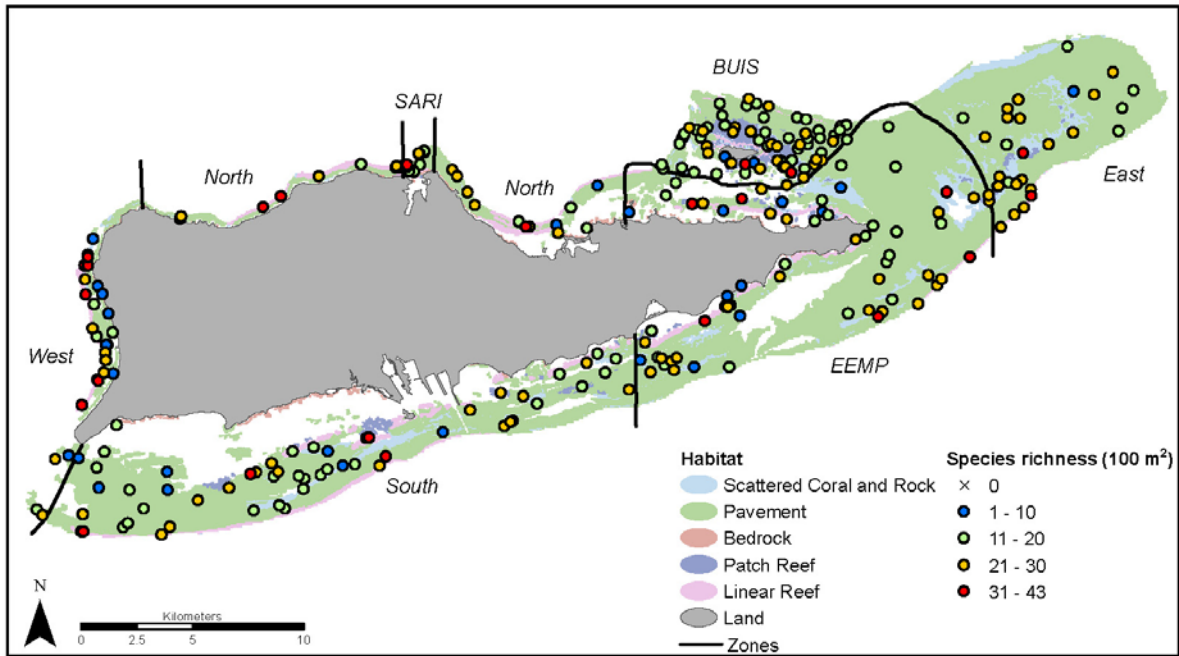 BUIS
SARI
North
North
East
West
EEMP
South
Habitat
Scattered Coral and Rock
Pavement
Bedrock
Patch Reef
Linear Reef
Land
Zones
Species richness (100 m²)
0
1 - 10
11 - 20
21 - 30
31 - 43
N
Kilometers
0 2.5 5 10